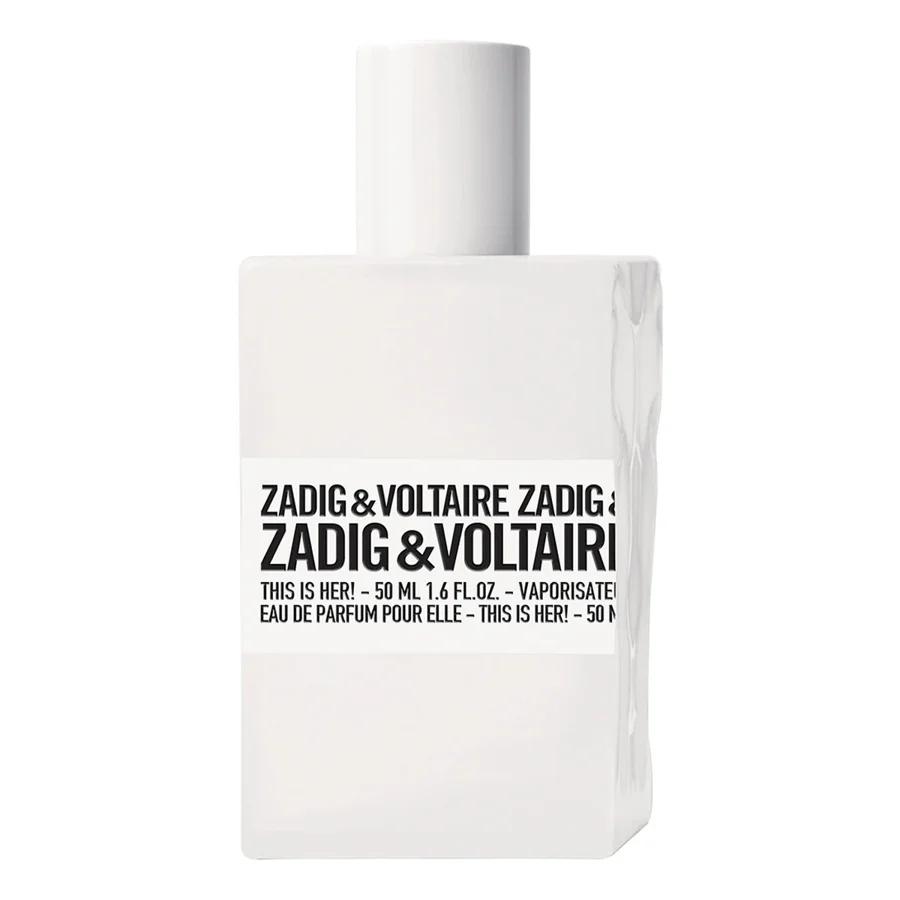 ZADIG &VOLTAIRE ZADIG &
ZADIG &VOLTAIRE
THIS IS HER! – 50 ML 1.6 FL.OZ. – VAPORISATEU
EAU DE PARFUM POUR ELLE – THIS IS HER! – 50 M